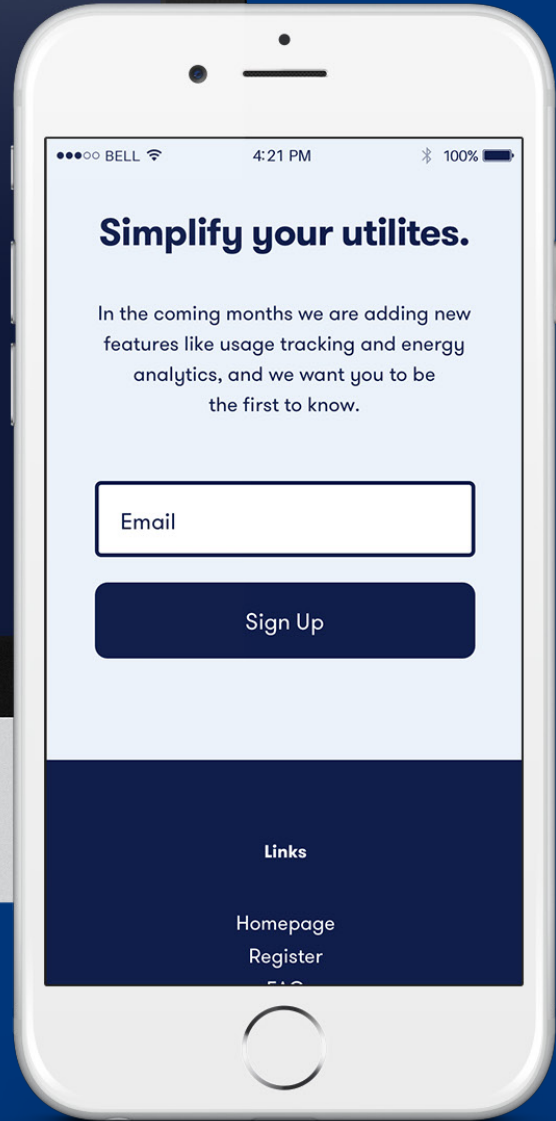 BELL 4:21 PM 100%
Simplify your utilites.
In the coming months we are adding new
features like usage tracking and energy
analytics, and we want you to be
the first to know.
Email
Sign Up
Links
Homepage
Register